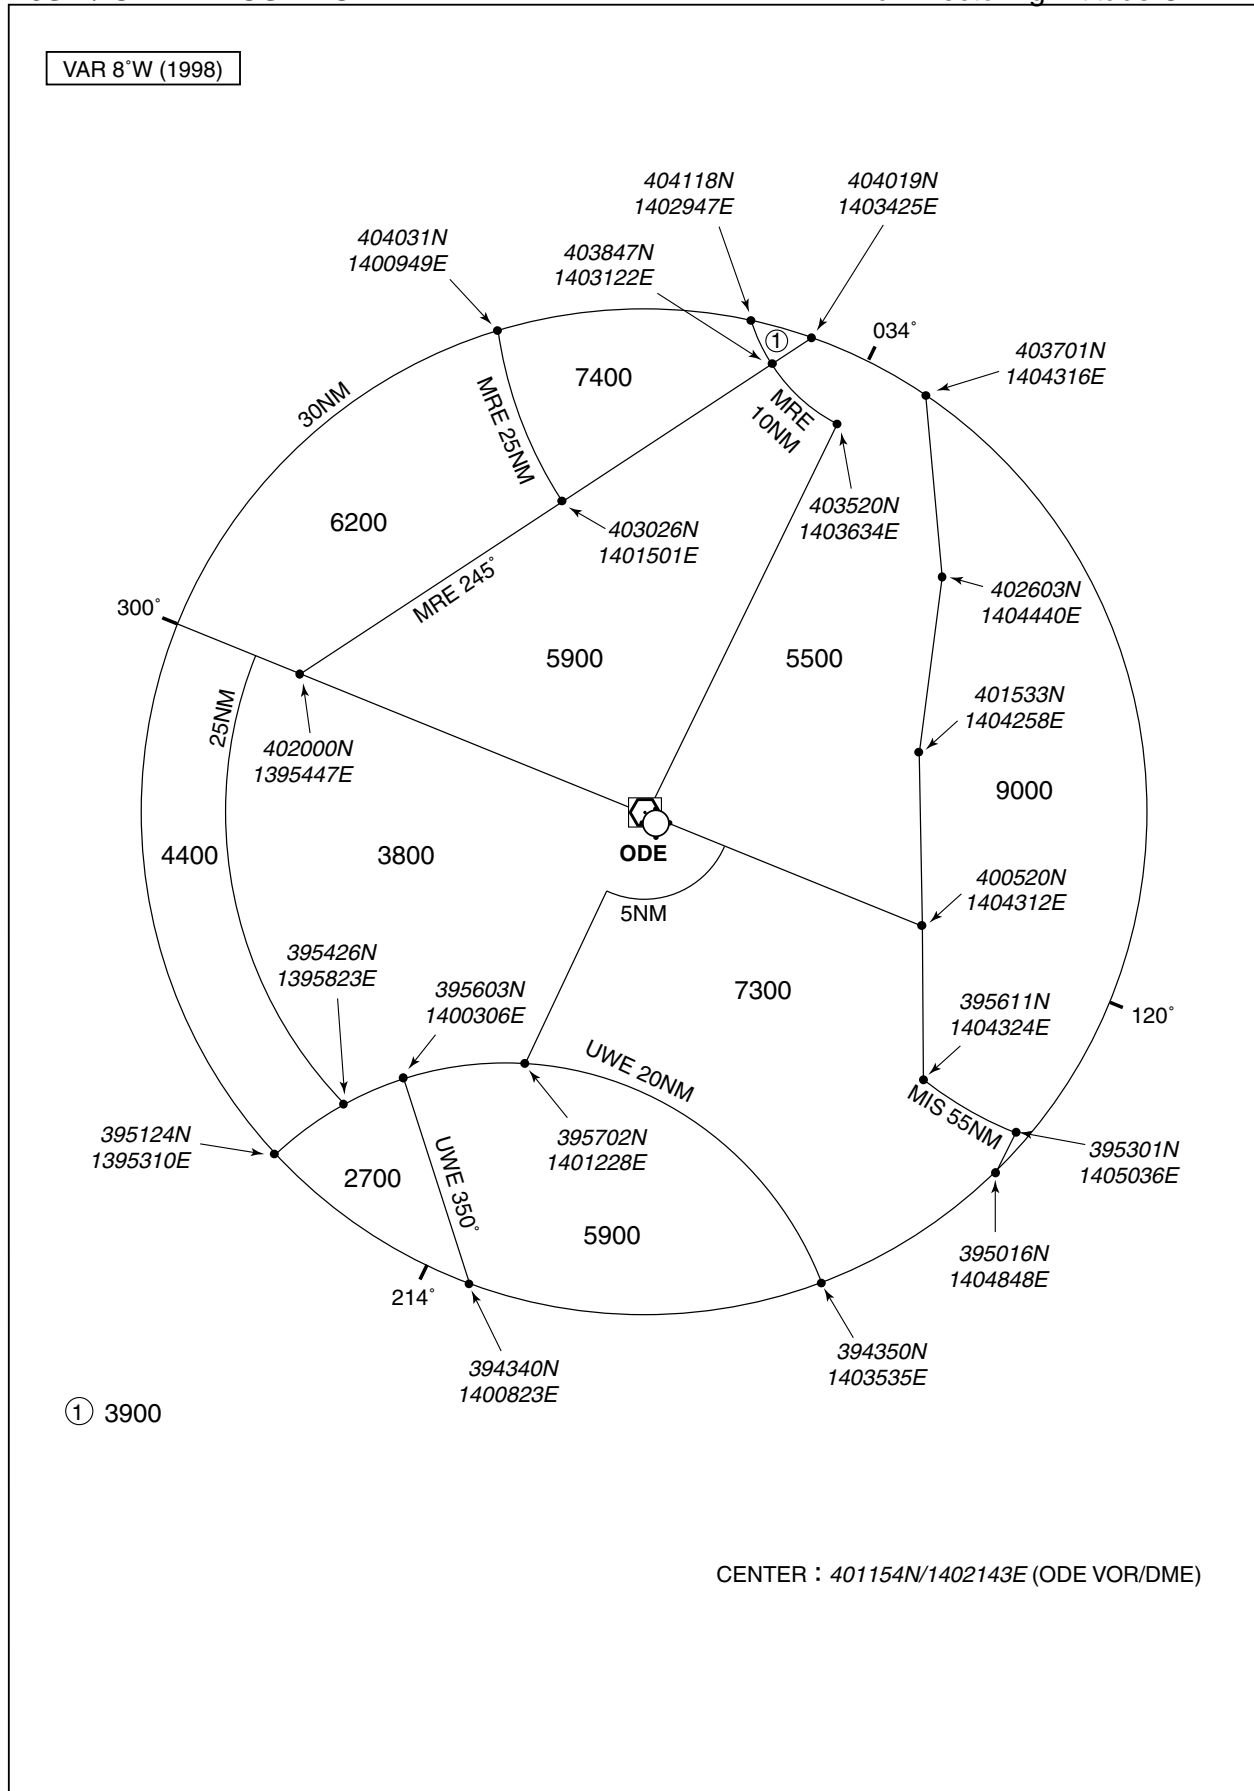 VAR 8˚W (1998)
404118N
1402947E
404019N
1403425E
404031N
1400949E
403847N
1403122E
034˚
403701N
1404316E
①
30NM
7400
MRE 25NM
MRE
10NM
6200
403026N
1401501E
403520N
1403634E
MRE 245˚
402603N
1404440E
300˚
5900
5500
25NM
402000N
1395447E
401533N
1404258E
9000
ODE
4400
3800
5NM
400520N
1404312E
395426N
1395823E
395603N
1400306E
7300
395611N
1404324E
120˚
UWE 20NM
MIS 55NM
395124N
1395310E
2700
UWE 350˚
395702N
1401228E
395301N
1405036E
5900
395016N
1404848E
214˚
394340N
1400823E
394350N
1403535E
① 3900
CENTER : 401154N/1402143E (ODE VOR/DME)